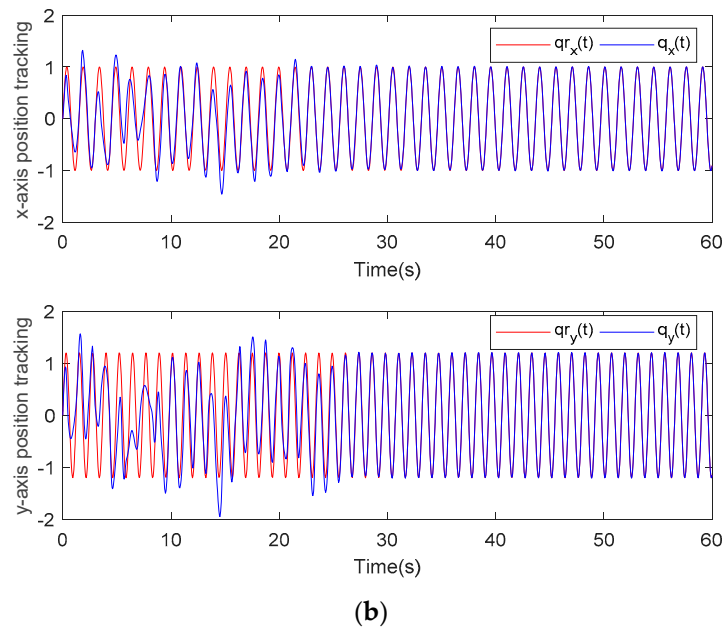 x-axis position tracking
2
1
0
-1
-2
qr_x(t) q_x(t)
0 10 20 30 40 50 60
Time(s)
y-axis position tracking
2
1
0
-1
-2
qr_y(t) q_y(t)
0 10 20 30 40 50 60
Time(s)
(b)